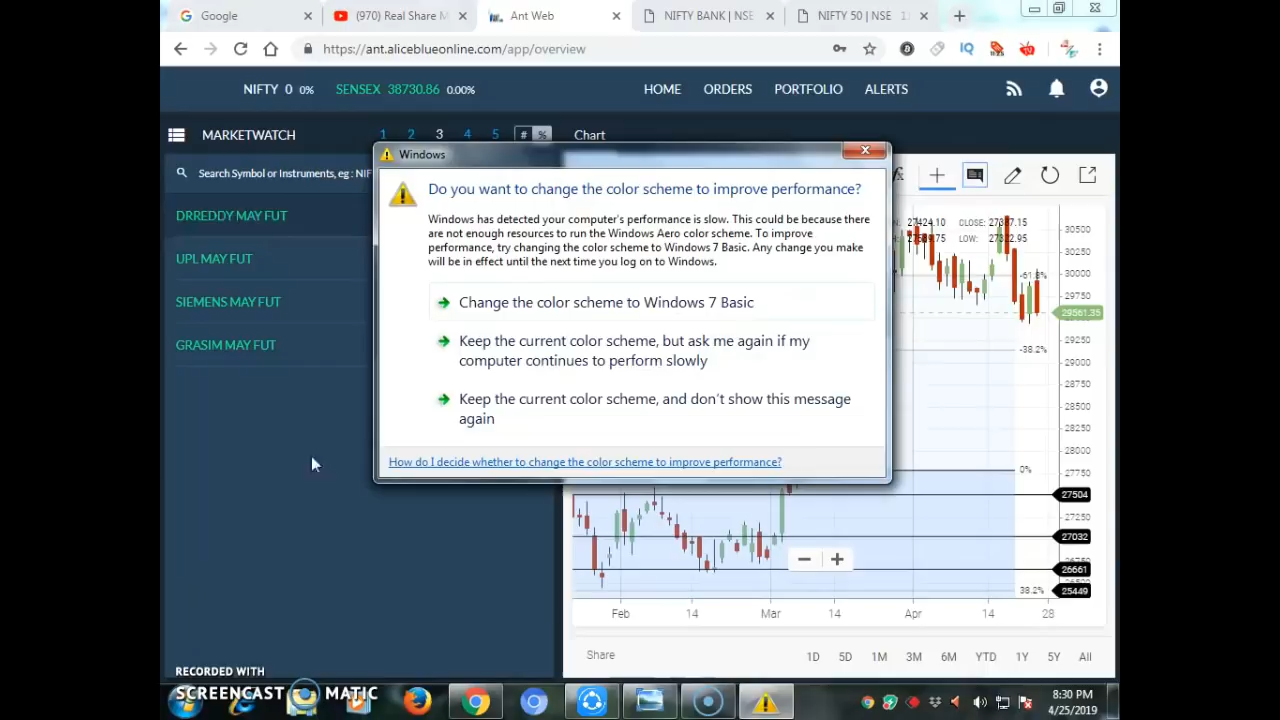 Google
(970) Real Share M
Ant Web
NIFTY BANK | NSE
NIFTY 50 | NSE
https://ant.aliceblueonline.com/app/overview
IQ
NIFTY 0 0%
SENSEX 38730.86 0.00%
HOME
ORDERS
PORTFOLIO
ALERTS
MARKETWATCH
1 2 3 4 5 # %
Chart
Search Symbol or Instruments, eg : NIF
DRREDDY MAY FUT
UPL MAY FUT
SIEMENS MAY FUT
GRASIM MAY FUT
Windows
Do you want to change the color scheme to improve performance?
Windows has detected your computer's performance is slow. This could be because there
are not enough resources to run the Windows Aero color scheme. To improve
performance, try changing the color scheme to Windows 7 Basic. Any change you make
will be in effect until the next time you log on to Windows.
Change the color scheme to Windows 7 Basic
Keep the current color scheme, but ask me again if my
computer continues to perform slowly
Keep the current color scheme, and don't show this message
again
How do I decide whether to change the color scheme to improve performance?
CLOSE:
LOW:
30500
-61.8%
30000
29750
29561.35
29250
-38.2%
28750
28500
28250
28000
27750
0%
27504
27250
27032
26661
38.2%
25449
Feb 14 Mar 14 Apr 14 28
Share
1D 5D 1M 3M 6M YTD 1Y 5Y All
RECORDED WITH
SCREENCAST MATIC
8:30 PM
4/25/2019